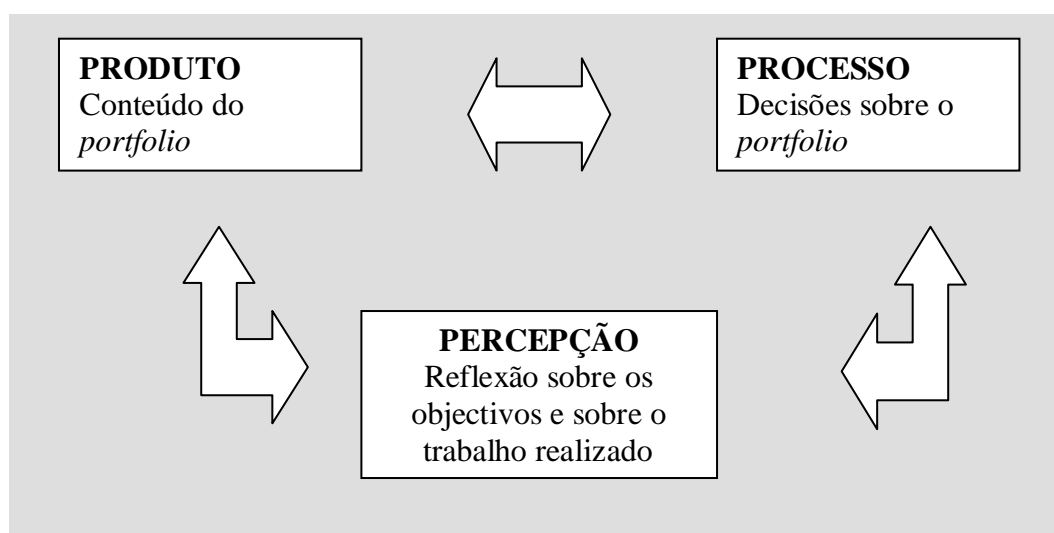 PRODUTO
Conteúdo do
portfolio
PROCESSO
Decisões sobre o
portfolio
PERCEPÇÃO
Reflexão sobre os
objectivos e sobre o
trabalho realizado